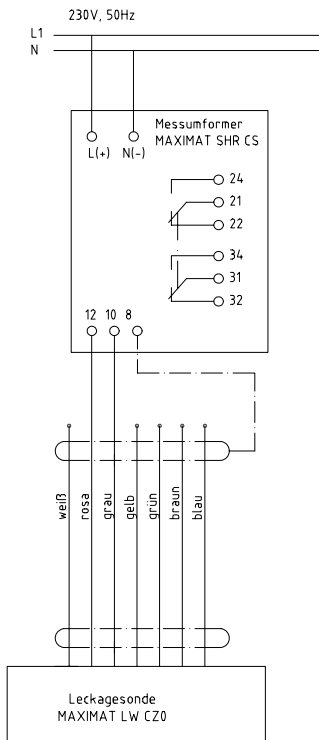 230V, 50Hz
L1
N
Messumformer
MAXIMAT SHR CS
L(+) N(-)
24
21
22
34
31
32
12 10 8
weiß
rosa
grau
gelb
grün
braun
blau
Leckagesonde
MAXIMAT LW CZ0